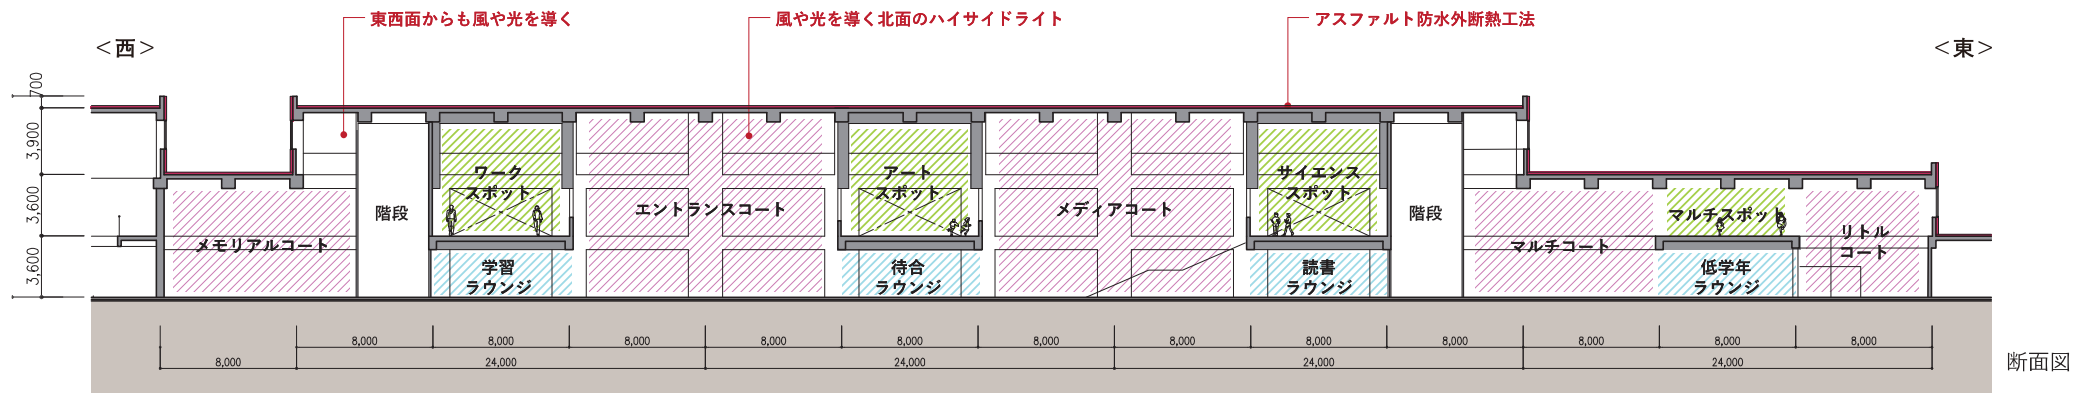 東西面からも風や光を導く
風や光を導く北面のハイサイドライト
アスファルト防水外断熱工法
＜西＞
＜東＞
700
3,900
3,600
3,600
ワーク
スポット
アート
スポット
サイエンス
スポット
階段
エントランスコート
メディアコート
階段
マルチスポット
メモリアルコート
マルチコート
リトル
コート
学習
ラウンジ
待合
ラウンジ
読書
ラウンジ
低学年
ラウンジ
8,000 8,000 8,000 8,000 8,000 8,000 8,000 8,000 8,000 8,000 8,000 8,000
8,000 24,000 24,000 24,000 24,000
断面図